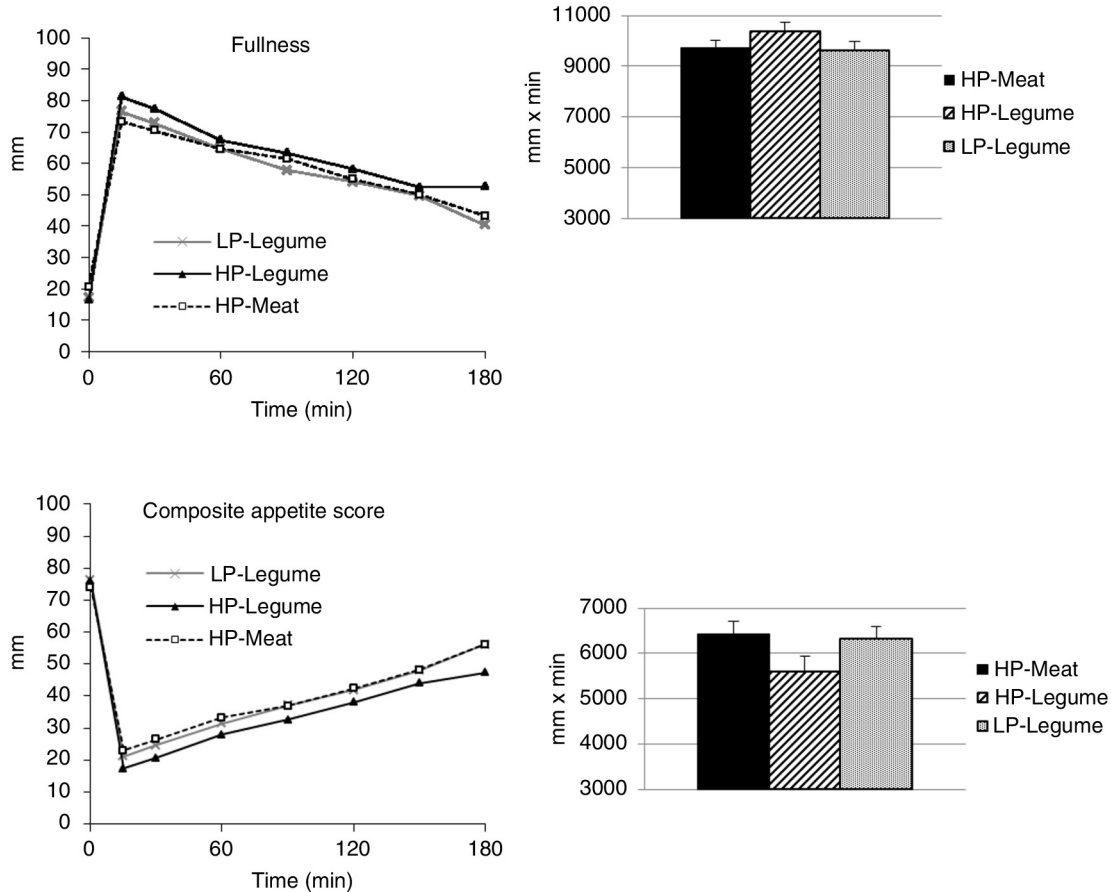 Fullness
100
90
80
70
60
50
40
30
20
10
0
mm
LP-Legume
HP-Legume
HP-Meat
0 60 120 180
Time (min)
11000
9000
7000
5000
3000
mm x min
HP-Meat
HP-Legume
LP-Legume
Composite appetite score
100
90
80
70
60
50
40
30
20
10
0
mm
LP-Legume
HP-Legume
HP-Meat
0 60 120 180
Time (min)
7000
6000
5000
4000
3000
mm x min
HP-Meat
HP-Legume
LP-Legume